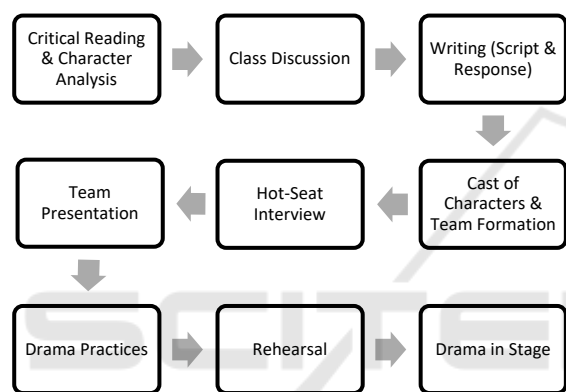 Critical Reading
& Character
Analysis
Class Discussion
Writing (Script &
Response)
Team
Presentation
Hot-Seat
Interview
Cast of
Characters &
Team Formation
Drama Practices
Rehearsal
Drama in Stage
SCITE